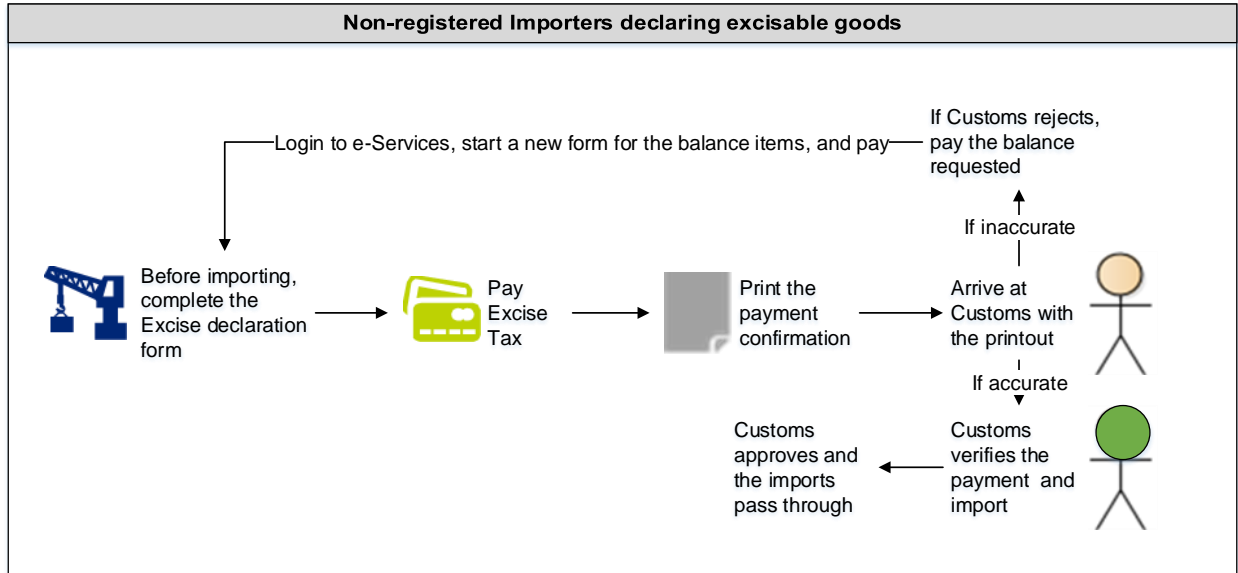 Non-registered Importers declaring excisable goods
If Customs rejects,
pay the balance
requested
Login to e-Services, start a new form for the balance items, and pay
If inaccurate
Before importing,
complete the
Excise declaration
form
Pay
Excise
Tax
Print the
payment
confirmation
Arrive at
Customs with
the printout
If accurate
Customs
verifies the
payment and
import
Customs
approves and
the imports
pass through